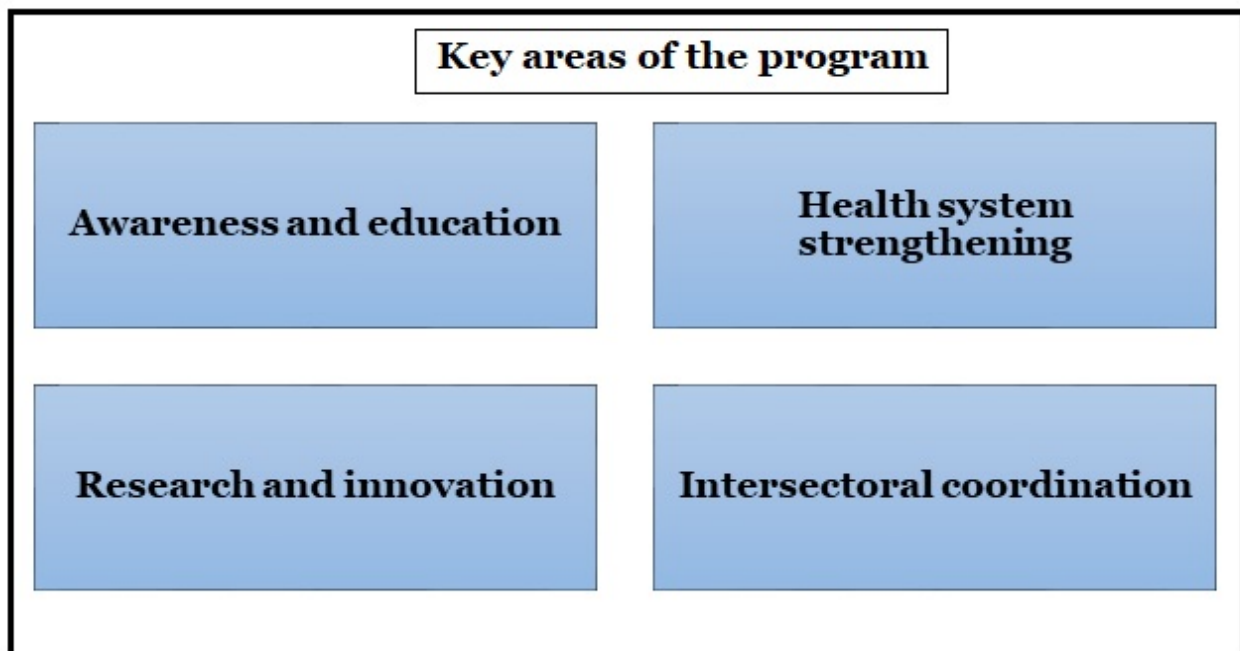 Key areas of the program
Awareness and education
Health system
strengthening
Research and innovation
Intersectoral coordination